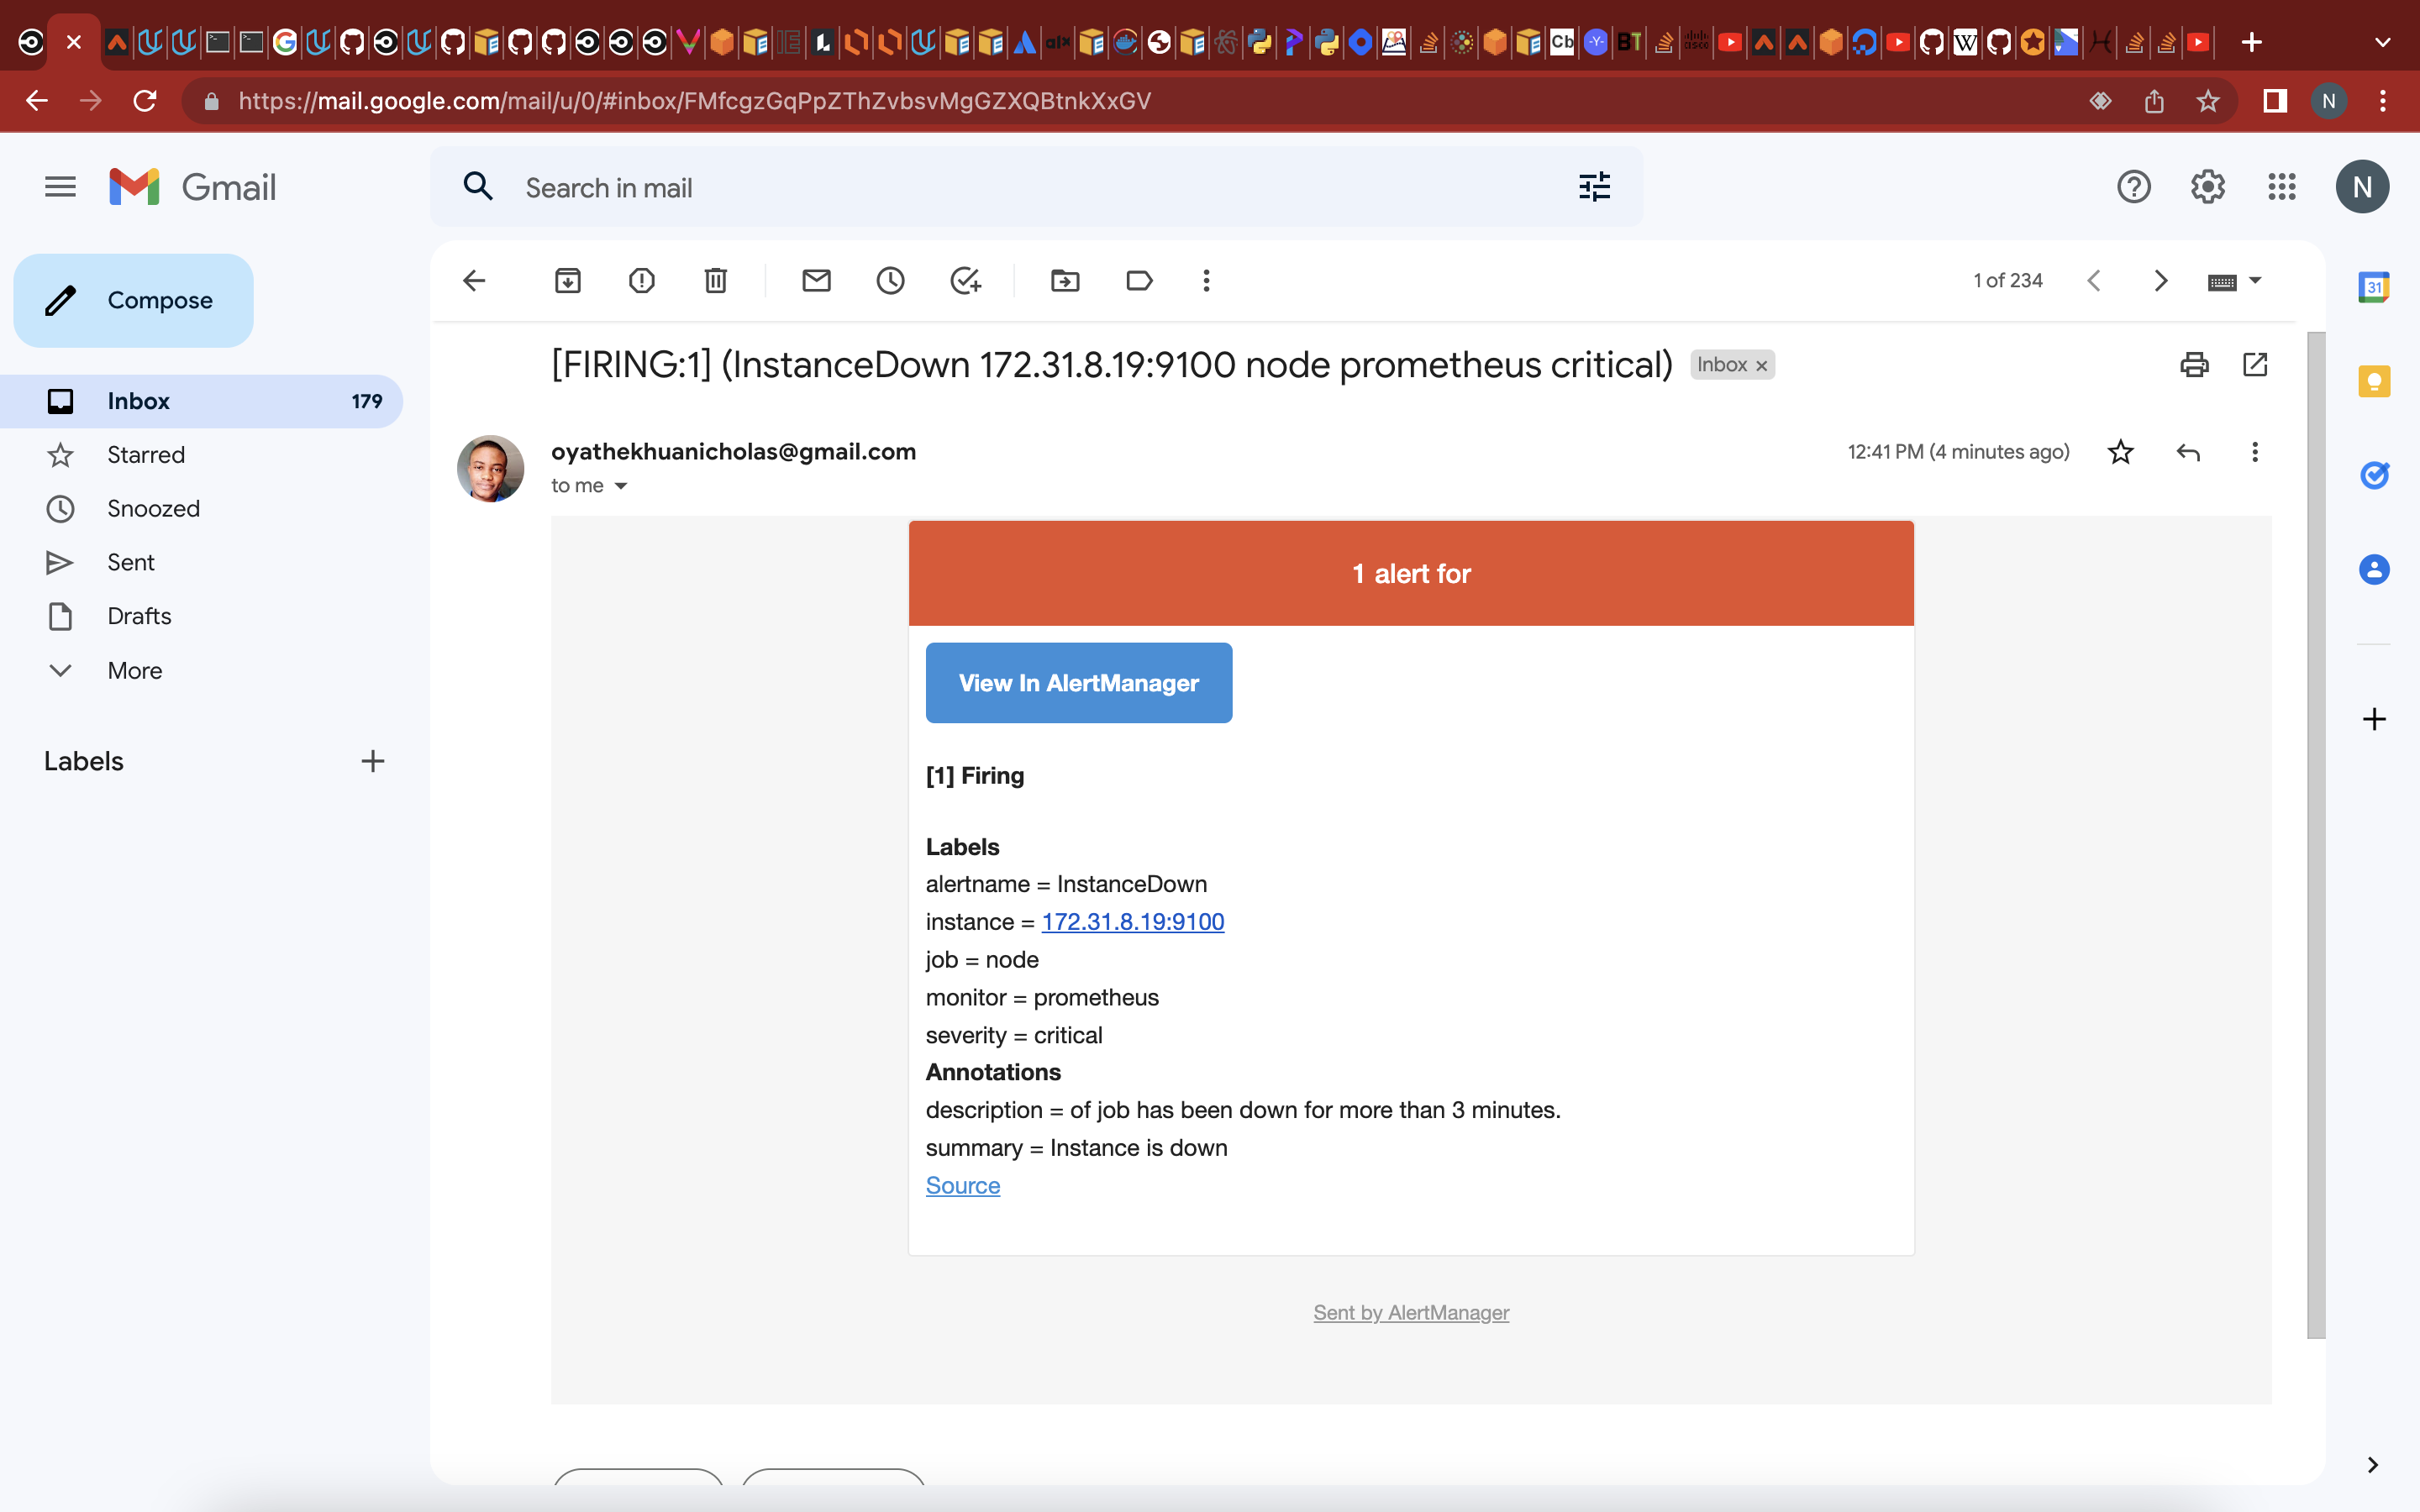 https://mail.google.com/mail/u/0/#inbox/FMfcgzGqPpZThZvbsvMgGZXQBtnkXxGV
N
Gmail
Search in mail
N
Compose
1 of 234
31
[FIRING:1] (InstanceDown 172.31.8.19:9100 node prometheus critical)
Inbox ×
Inbox 179
Starred
Snoozed
Sent
Drafts
More
Labels
oyathekhuanicholas@gmail.com
12:41 PM (4 minutes ago)
to me
1 alert for
View In AlertManager
[1] Firing
Labels
alertname = InstanceDown
instance = 172.31.8.19:9100
job = node
monitor = prometheus
severity = critical
Annotations
description = of job has been down for more than 3 minutes.
summary = Instance is down
Source
Sent by AlertManager